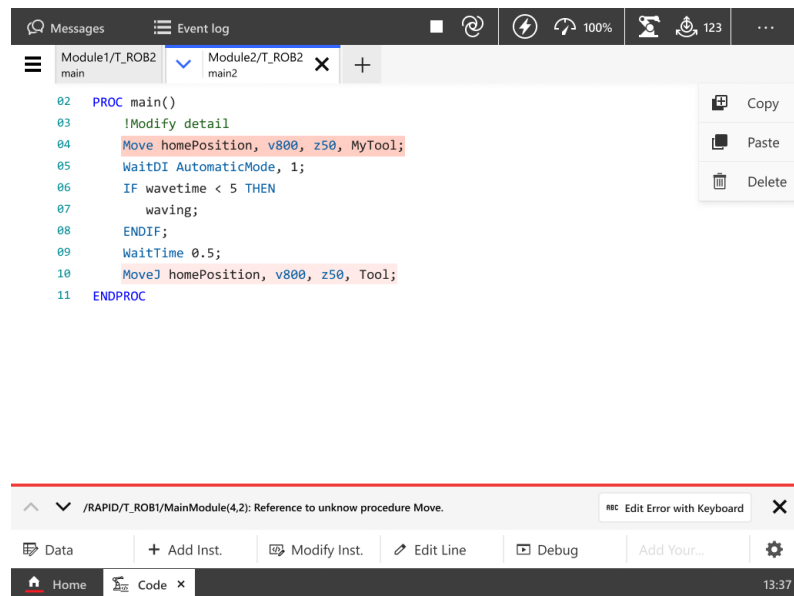 Messages Event log 100% 123 ...
Module1/T_ROB2 Module2/T_ROB2
main main2
02 PROC main()
03 !Modify detail
04 Move homePosition, v800, z50, MyTool;
05 WaitDI AutomaticMode, 1;
06 IF wavetime < 5 THEN
07 waving;
08 ENDIF;
09 WaitTime 0.5;
10 MoveJ homePosition, v800, z50, Tool;
11 ENDPROC
Copy
Paste
Delete
/RAPID/T_ROB1/MainModule(4,2): Reference to unknow procedure Move. ABC Edit Error with Keyboard
Data Add Inst. Modify Inst. Edit Line Debug Add Your...
Home Code 13:37